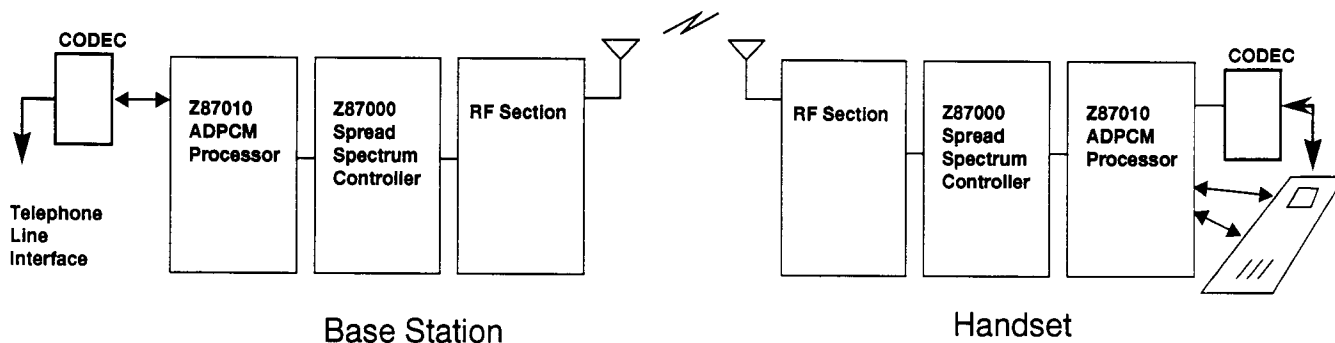 CODEC
Z87010
ADPCM
Processor
Z87000
Spread
Spectrum
Controller
RF Section
Telephone
Line
Interface
Base Station
RF Section
Z87000
Spread
Spectrum
Controller
Z87010
ADPCM
Processor
CODEC
Handset